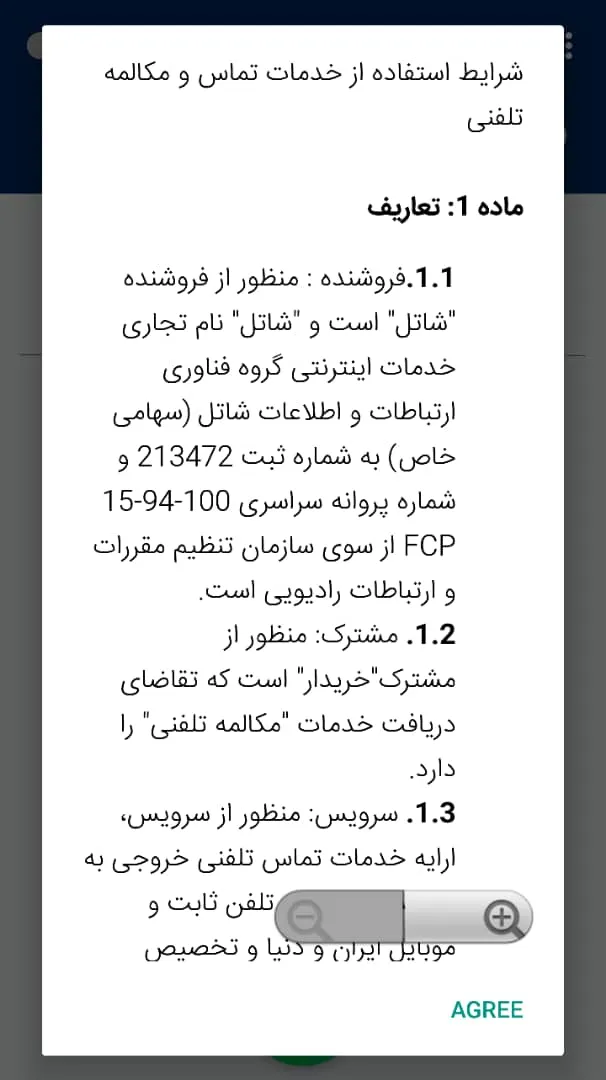 شرایط استفاده از خدمات تماس و مکالمه
تلفنی
ماده 1: تعاریف
1.1.فروشنده : منظور از فروشنده
"شاتل" است و "شاتل" نام تجاری
خدمات اینترنتی گروه فناوری
ارتباطات و اطلاعات شاتل (سهامی
خاص) به شماره ثبت 213472 و
شماره پروانه سراسری 100-94-15
FCP از سوی سازمان تنظیم مقررات
و ارتباطات رادیویی است.
1.2. مشترک: منظور از
مشترک"خریدار" است که تقاضای
دریافت خدمات "مکالمه تلفنی" را
دارد.
1.3. سرویس: منظور از سرویس،
ارایه خدمات تماس تلفنی خروجی به
تلفن ثابت و
موبایل ایران و دنیا و تخصیص
AGREE